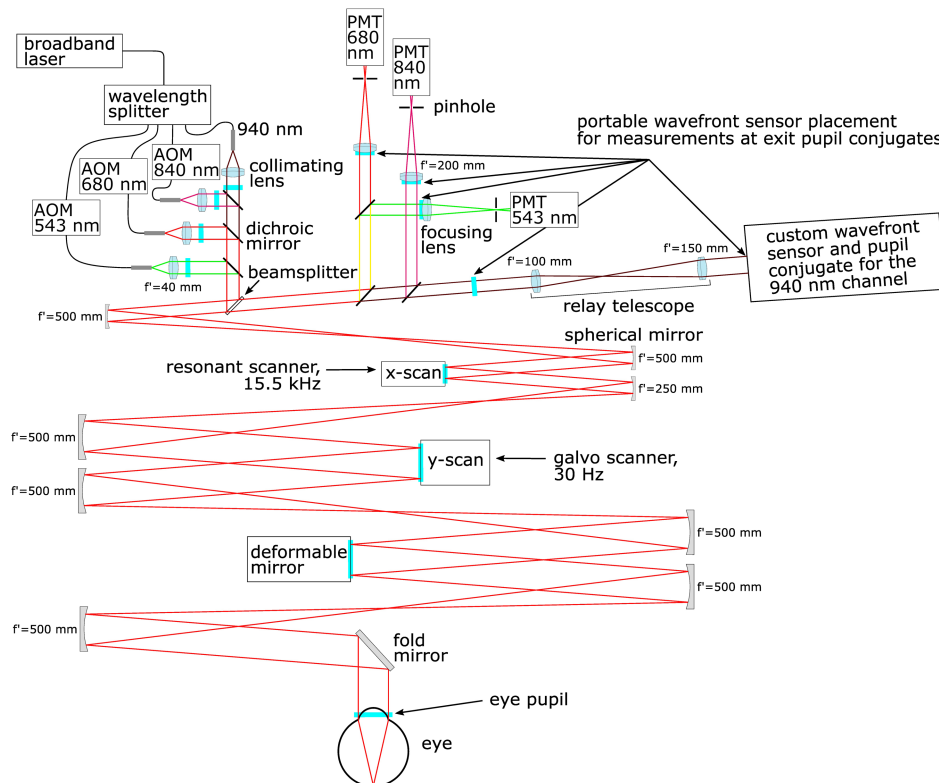 broadband
laser
wavelength
splitter
940 nm
AOM
840 nm
AOM
680 nm
AOM
543 nm
collimating
lens
dichroic
mirror
beamsplitter
f'=40 mm
PMT
680
nm
PMT
840
nm
pinhole
f'=200 mm
PMT
543 nm
focusing
lens
portable wavefront sensor placement
for measurements at exit pupil conjugates
f'=100 mm
f'=150 mm
relay telescope
custom wavefront
sensor and pupil
conjugate for the
940 nm channel
f'=500 mm
spherical mirror
f'=500 mm
f'=250 mm
resonant scanner,
15.5 kHz
x-scan
f'=500 mm
y-scan
galvo scanner,
30 Hz
f'=500 mm
f'=500 mm
deformable
mirror
f'=500 mm
f'=500 mm
fold
mirror
eye pupil
eye